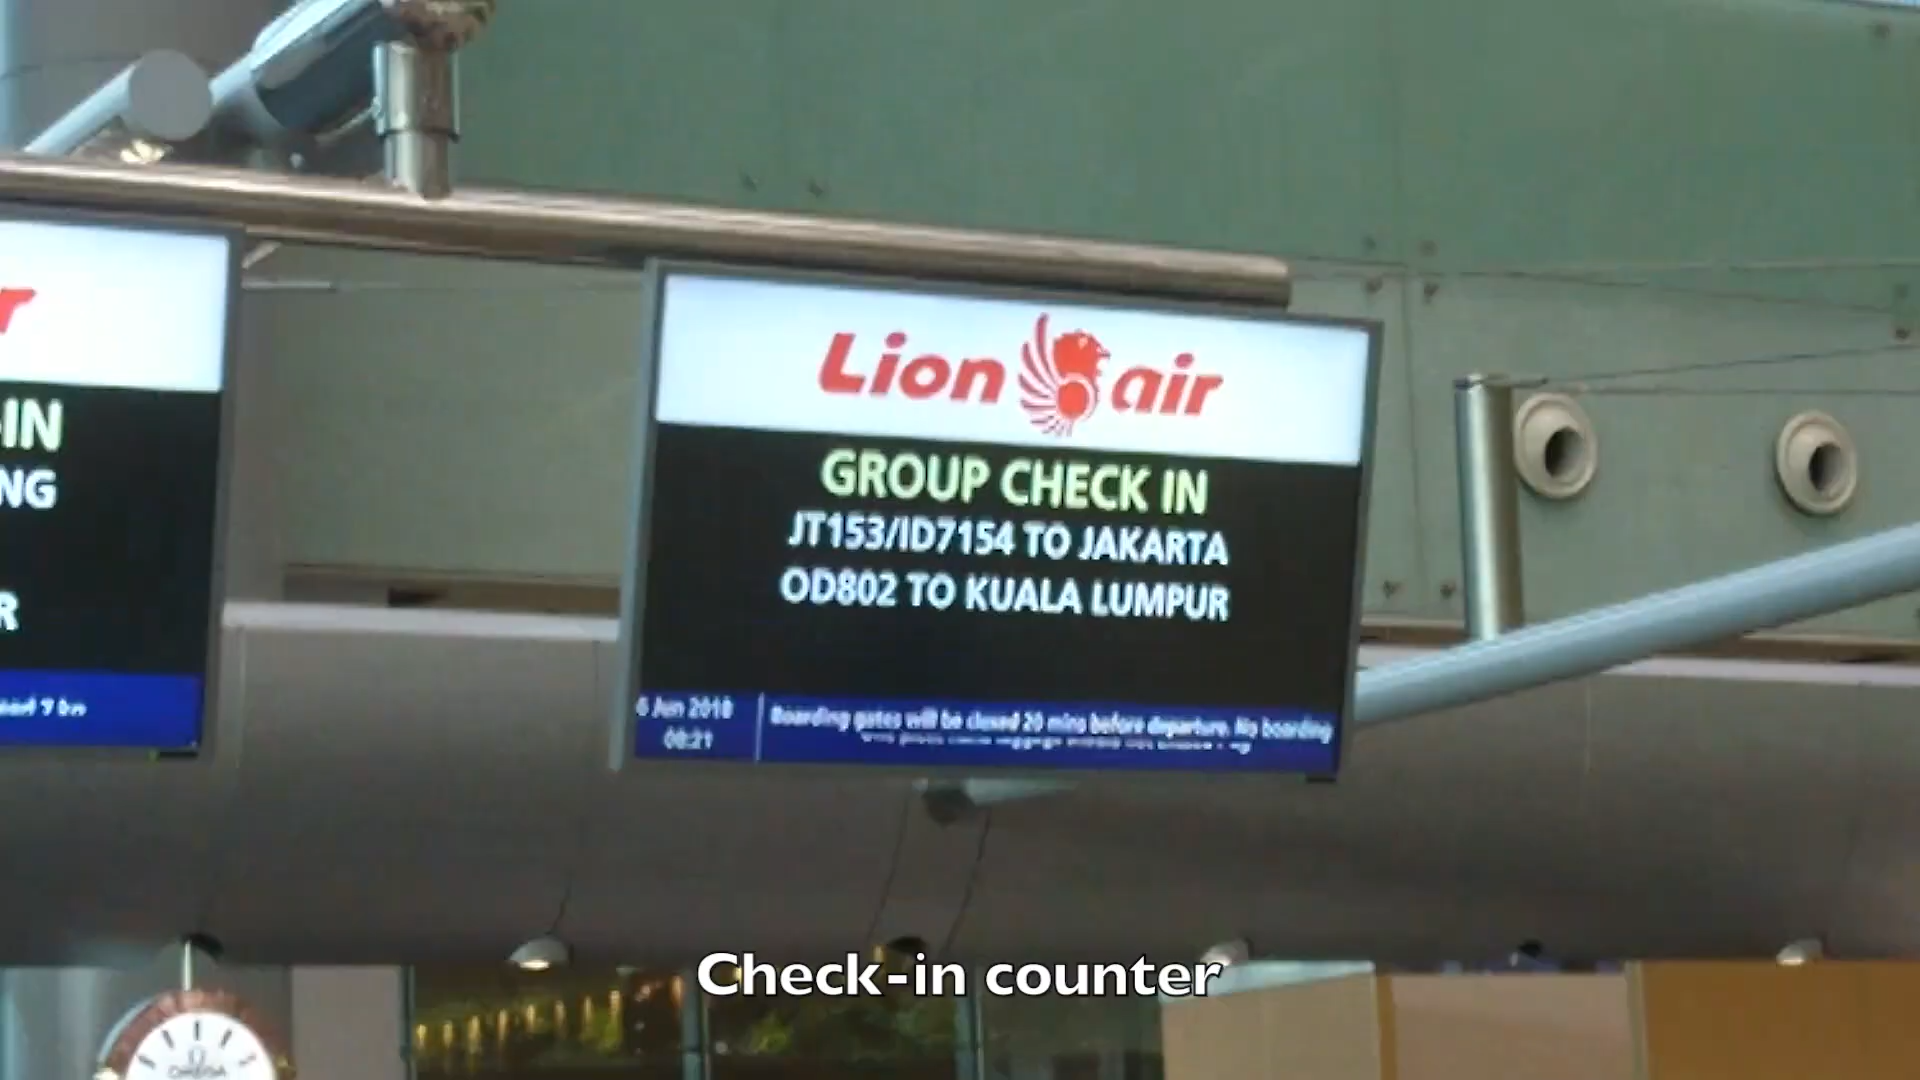 r
-IN
NG
R
Lion air
GROUP CHECK IN
JT153/ID7154 TO JAKARTA
OD802 TO KUALA LUMPUR
6 Jun 2018
08:21
Boarding gates will be closed 20 mins before departure. No boarding
Check-in counter
OMEGA